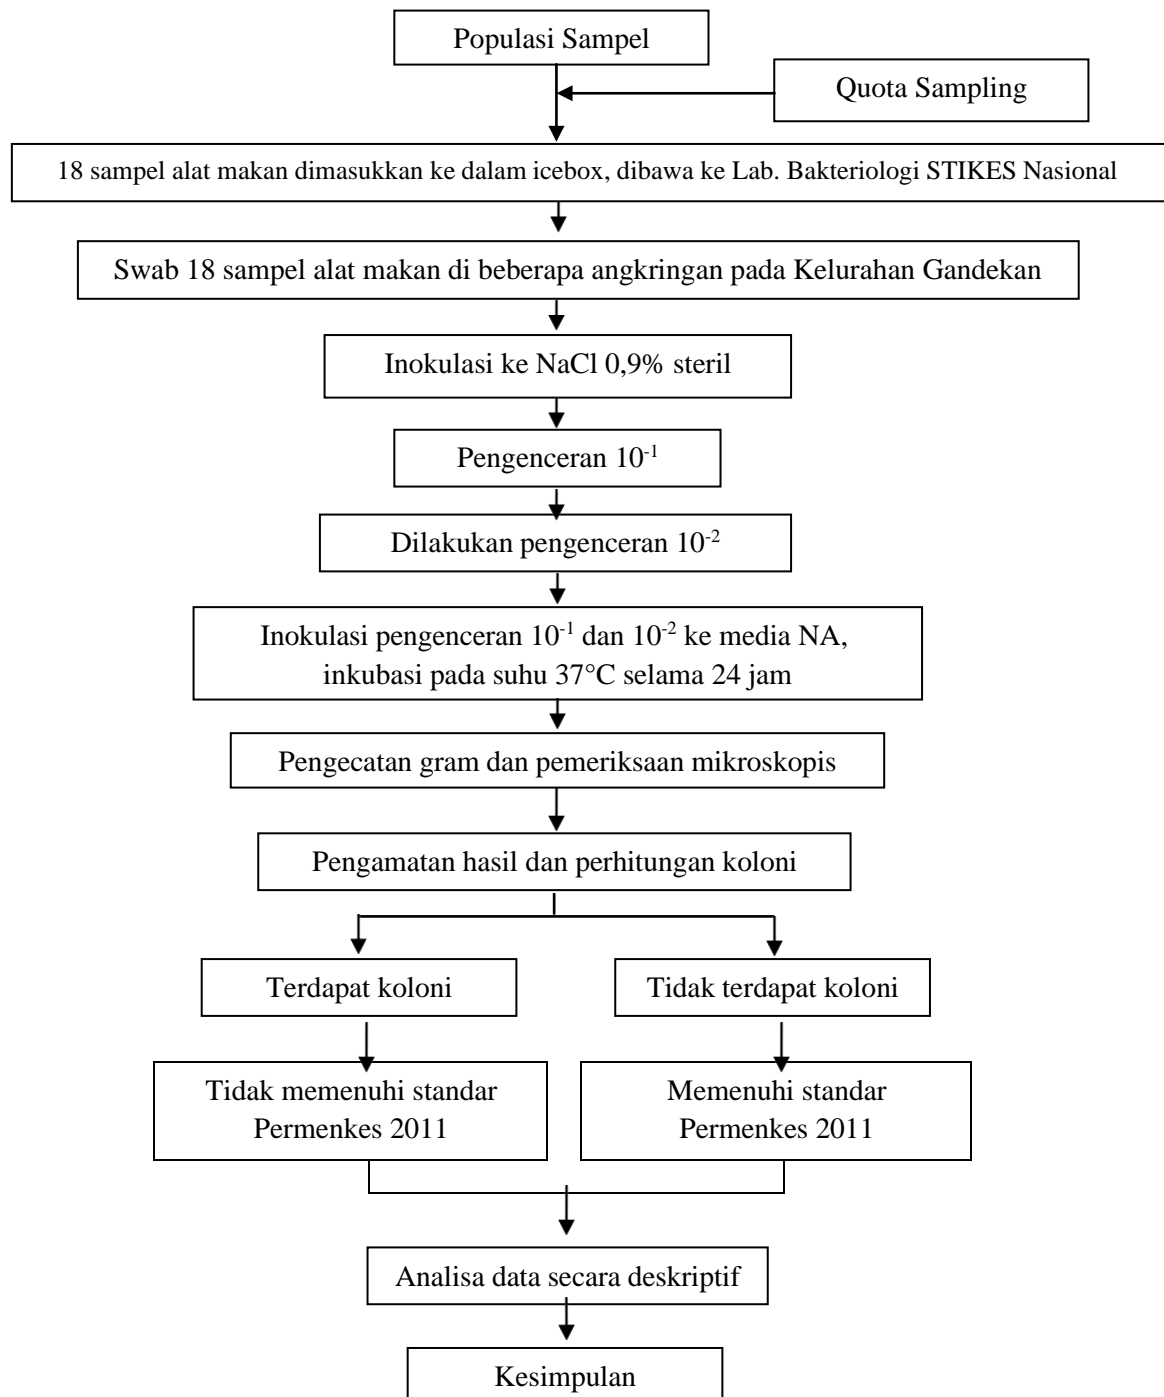 Populasi Sampel
Quota Sampling
18 sampel alat makan dimasukkan ke dalam icebox, dibawa ke Lab. Bakteriologi STIKES Nasional
Swab 18 sampel alat makan di beberapa angkringan pada Kelurahan Gandekan
Inokulasi ke NaCl 0,9% steril
Pengenceran 10⁻¹
Dilakukan pengenceran 10⁻²
Inokulasi pengenceran 10⁻¹ dan 10⁻² ke media NA,
inkubasi pada suhu 37°C selama 24 jam
Pengecatan gram dan pemeriksaan mikroskopis
Pengamatan hasil dan perhitungan koloni
Terdapat koloni
Tidak terdapat koloni
Tidak memenuhi standar
Permenkes 2011
Memenuhi standar
Permenkes 2011
Analisa data secara deskriptif
Kesimpulan